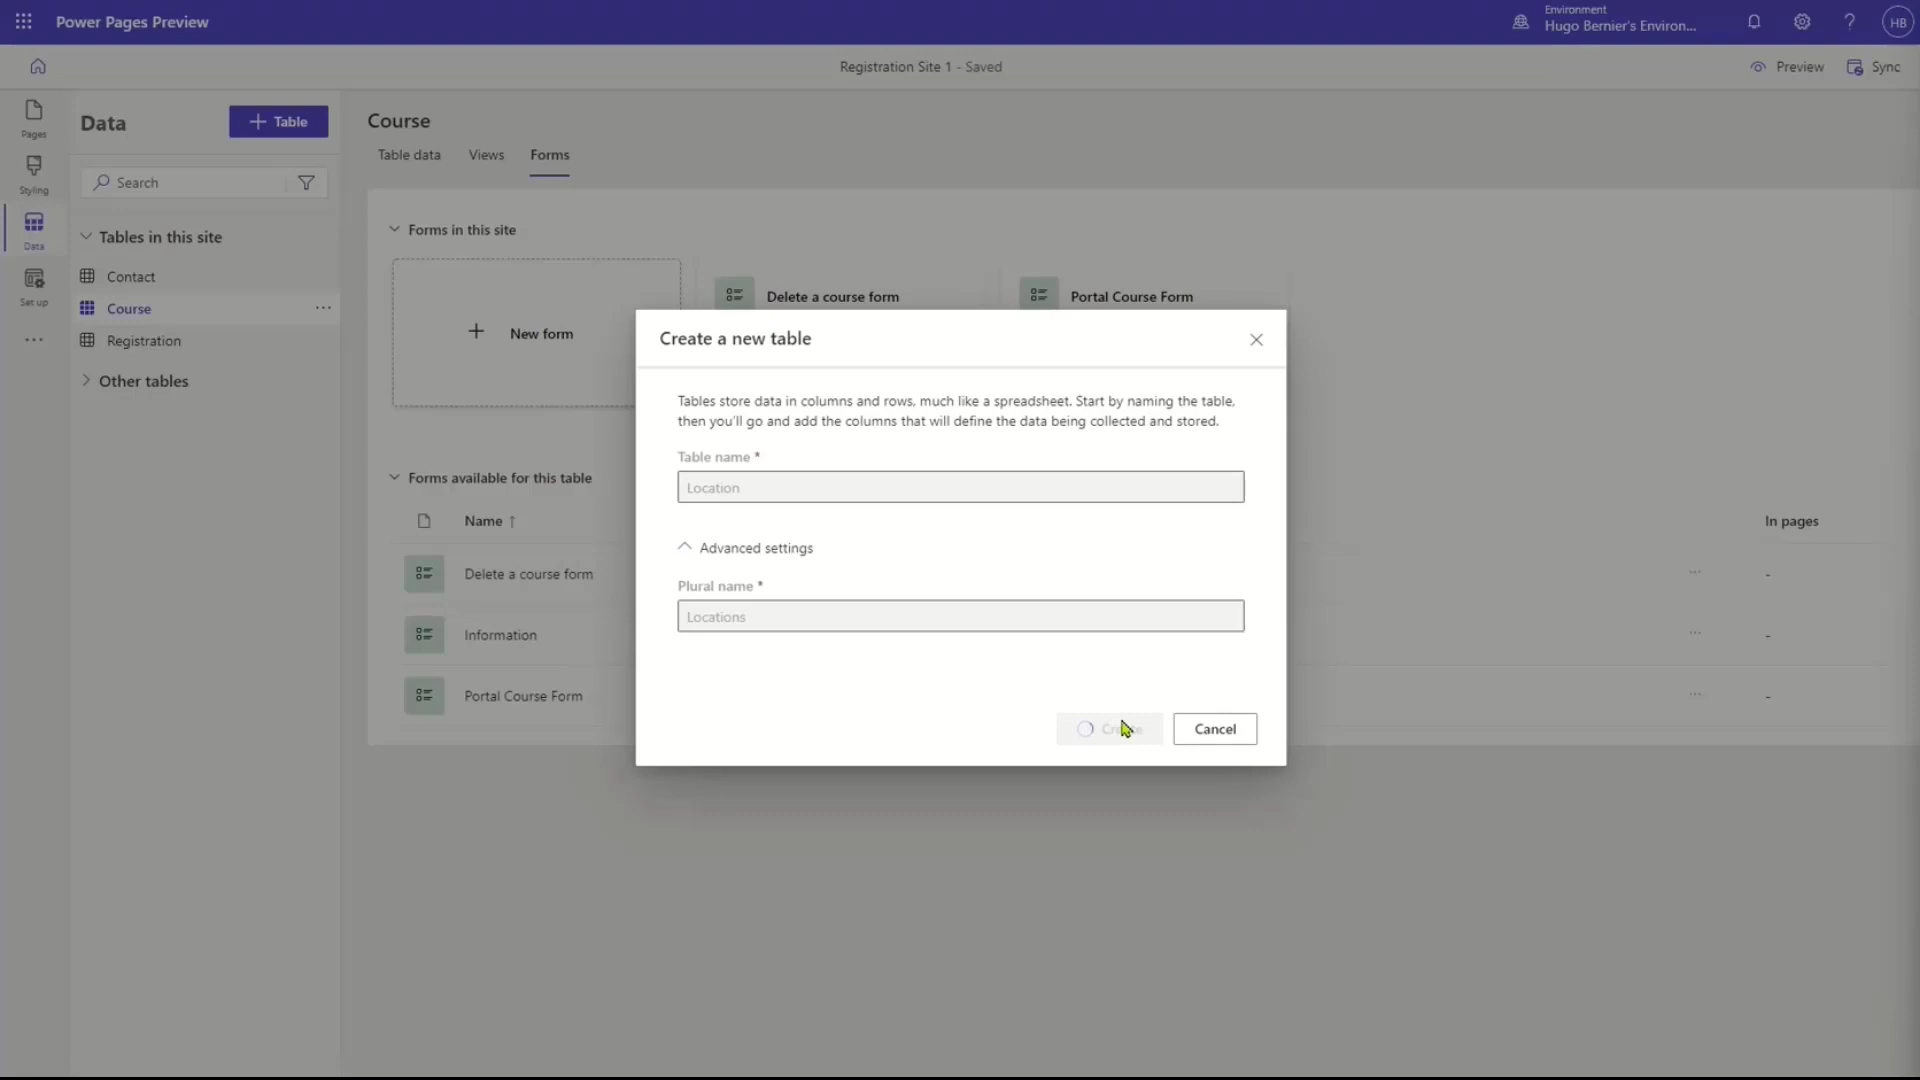 Power Pages Preview
Environment
Hugo Bernier's Environ...
HB
Registration Site 1 - Saved
Preview
Sync
Pages
Styling
Data
Set up
Data
Table
Search
Tables in this site
Contact
Course
Registration
Other tables
Course
Table data
Views
Forms
Forms in this site
New form
Delete a course form
Portal Course Form
Forms available for this table
Name ↑
In pages
Delete a course form
-
Information
-
Portal Course Form
-
Create a new table
Tables store data in columns and rows, much like a spreadsheet. Start by naming the table,
then you'll go and add the columns that will define the data being collected and stored.
Table name *
Location
Advanced settings
Plural name *
Locations
Create
Cancel